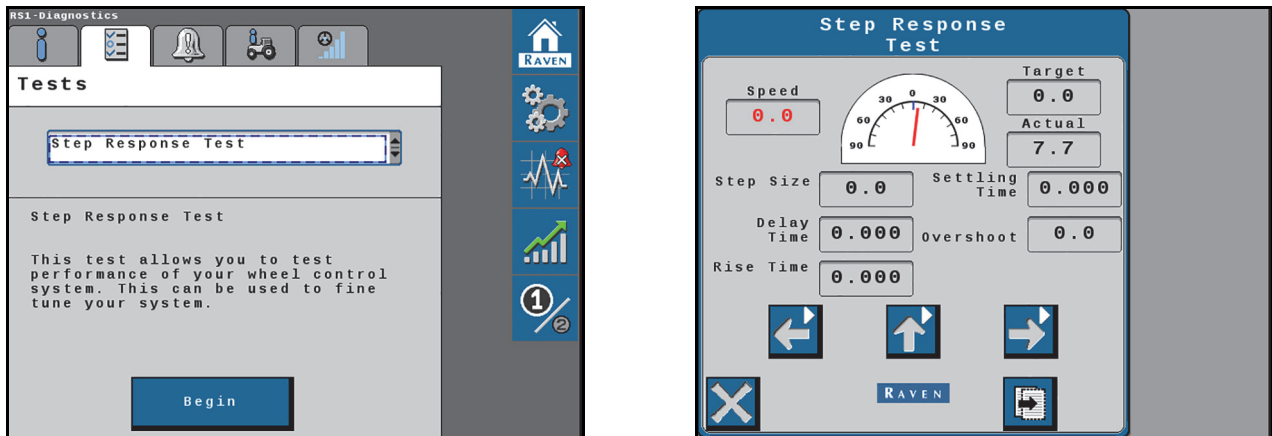 RS1-Diagnostics
Tests
Step Response Test
Step Response Test
This test allows you to test
performance of your wheel control
system. This can be used to fine
tune your system.
Begin
RAVEN
1/2
Step Response
Test
Speed
0.0
90 60 30 0 30 60 90
Target
0.0
Actual
7.7
Step Size
0.0
Settling
Time
0.000
Delay
Time
0.000
Overshoot
0.0
Rise Time
0.000
RAVEN